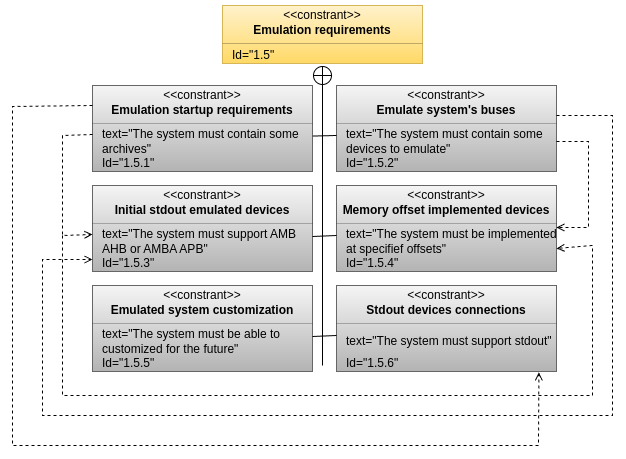 <<constrant>>
Emulation requirements
Id="1.5"
<<constrant>>
Emulation startup requirements
text="The system must contain some
archives"
Id="1.5.1"
<<constrant>>
Emulate system's buses
text="The system must contain some
devices to emulate"
Id="1.5.2"
<<constrant>>
Initial stdout emulated devices
text="The system must support AMB
AHB or AMBA APB"
Id="1.5.3"
<<constrant>>
Memory offset implemented devices
text="The system must be implemented
at specifief offsets"
Id="1.5.4"
<<constrant>>
Emulated system customization
text="The system must be able to
customized for the future"
Id="1.5.5"
<<constrant>>
Stdout devices connections
text="The system must support stdout"
Id="1.5.6"